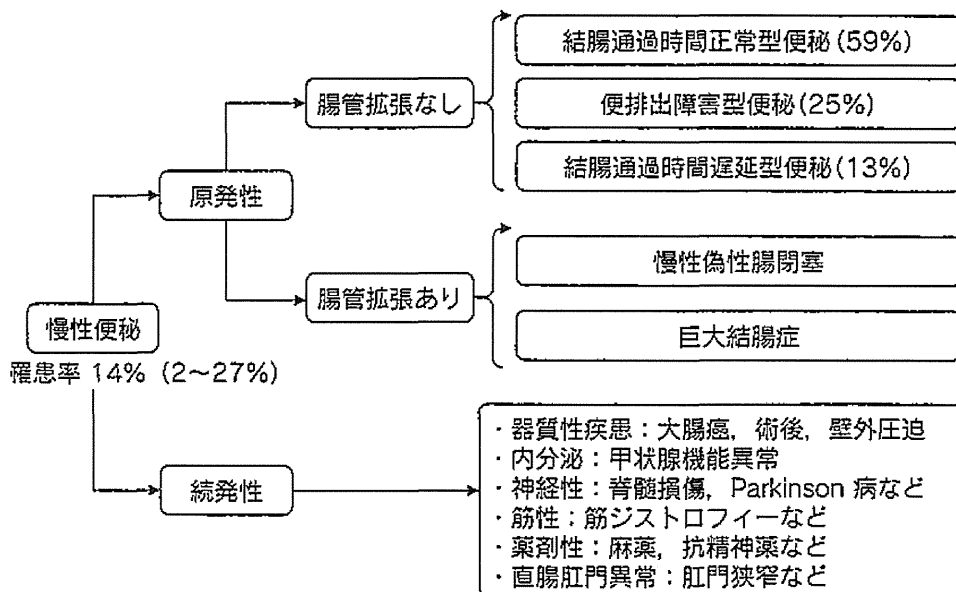 慢性便秘
罹患率 14%（2〜27%）
原発性
腸管拡張なし
結腸通過時間正常型便秘（59%）
便排出障害型便秘（25%）
結腸通過時間遅延型便秘（13%）
腸管拡張あり
慢性偽性腸閉塞
巨大結腸症
続発性
・器質性疾患：大腸癌，術後，壁外圧迫
・内分泌：甲状腺機能異常
・神経性：脊髄損傷，Parkinson 病など
・筋性：筋ジストロフィーなど
・薬剤性：麻薬，抗精神薬など
・直腸肛門異常：肛門狭窄など